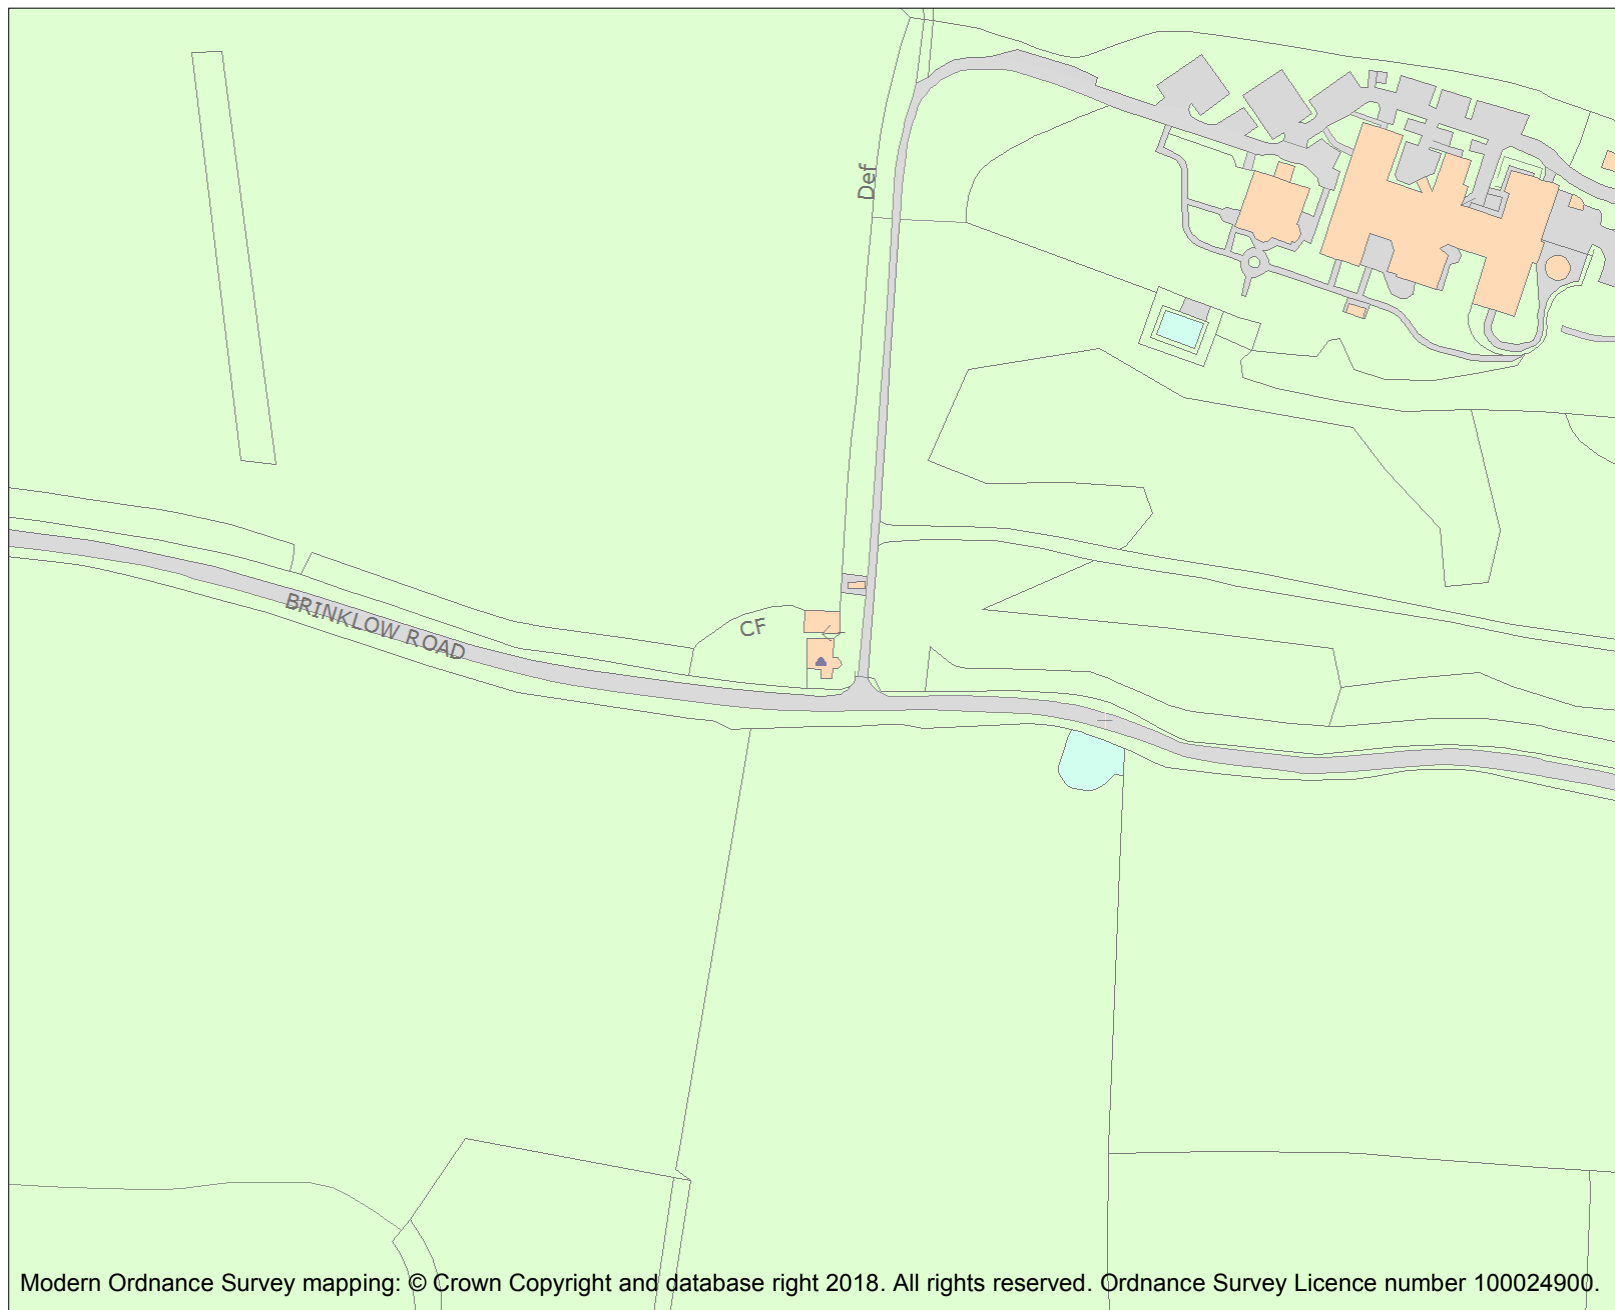 Def
BRINKLOW ROAD
CF
Modern Ordnance Survey mapping: © Crown Copyright and database right 2018. All rights reserved. Ordnance Survey Licence number 100024900.